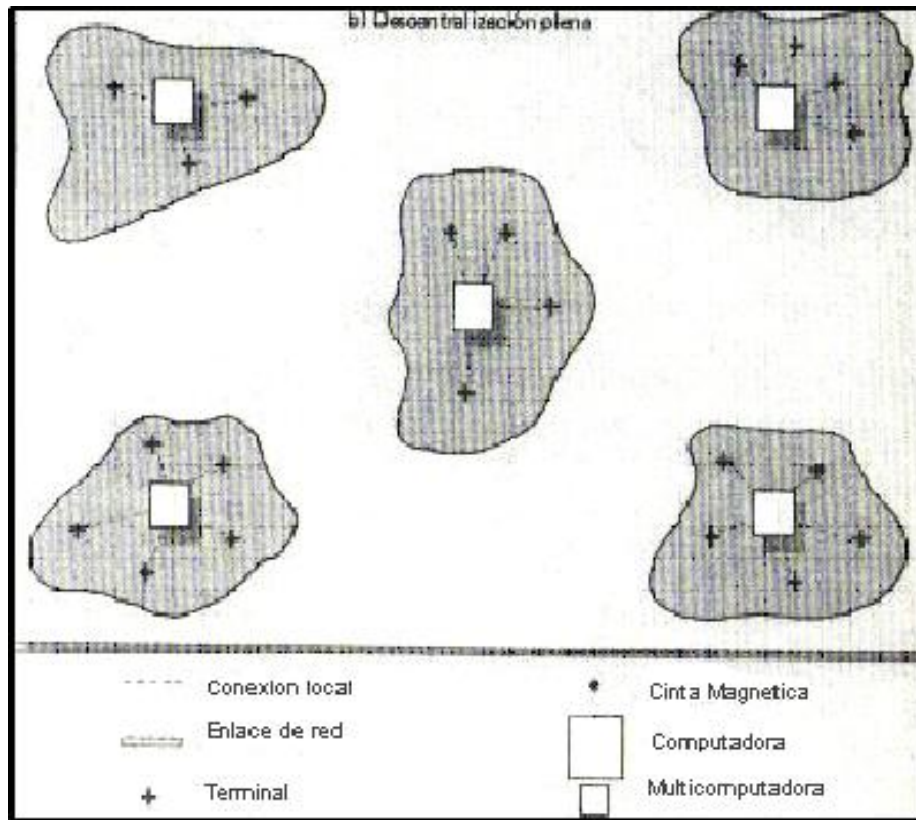 b) Descentralización plena
Conexion local
Enlace de red
Terminal
Cinta Magnetica
Computadora
Multicomputadora